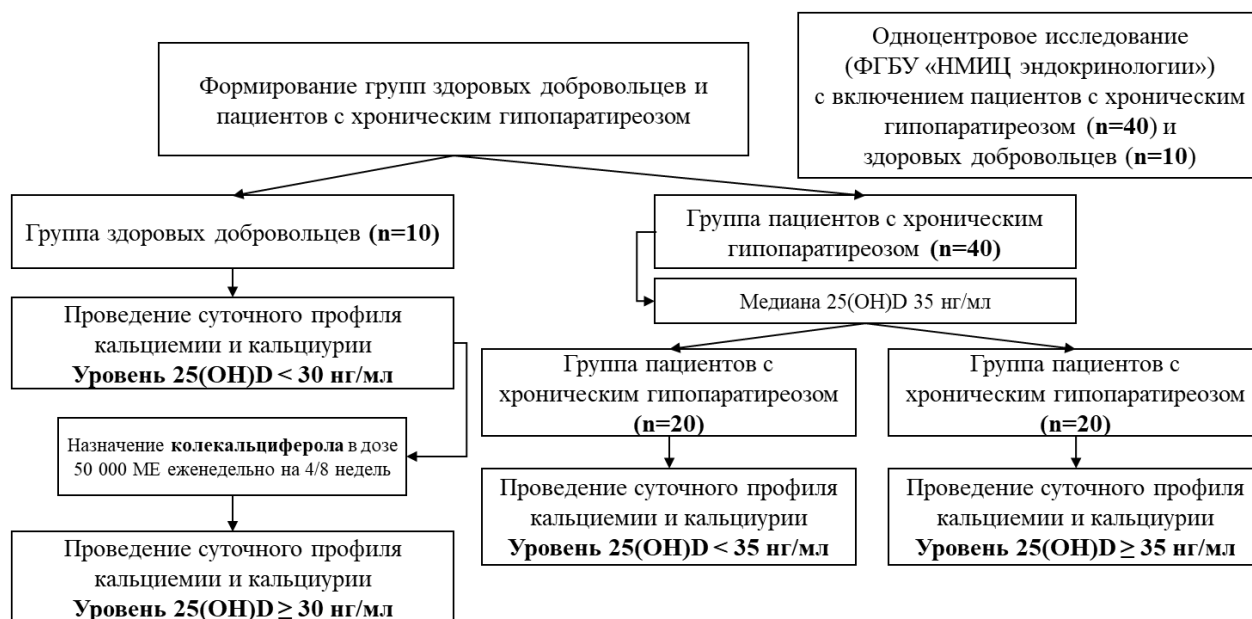 Формирование групп здоровых добровольцев и
пациентов с хроническим гипопаратиреозом
Одноцентровое исследование
(ФГБУ «НМИЦ эндокринологии»)
с включением пациентов с хроническим
гипопаратиреозом (n=40) и
здоровых добровольцев (n=10)
Группа здоровых добровольцев (n=10)
Группа пациентов с хроническим
гипопаратиреозом (n=40)
Проведение суточного профиля
кальциемии и кальциурии
Уровень 25(OH)D < 30 нг/мл
Медиана 25(OH)D 35 нг/мл
Назначение колекальциферола в дозе
50 000 МЕ еженедельно на 4/8 недель
Проведение суточного профиля
кальциемии и кальциурии
Уровень 25(OH)D ≥ 30 нг/мл
Группа пациентов с
хроническим гипопаратиреозом
(n=20)
Проведение суточного профиля
кальциемии и кальциурии
Уровень 25(OH)D < 35 нг/мл
Группа пациентов с
хроническим гипопаратиреозом
(n=20)
Проведение суточного профиля
кальциемии и кальциурии
Уровень 25(OH)D ≥ 35 нг/мл